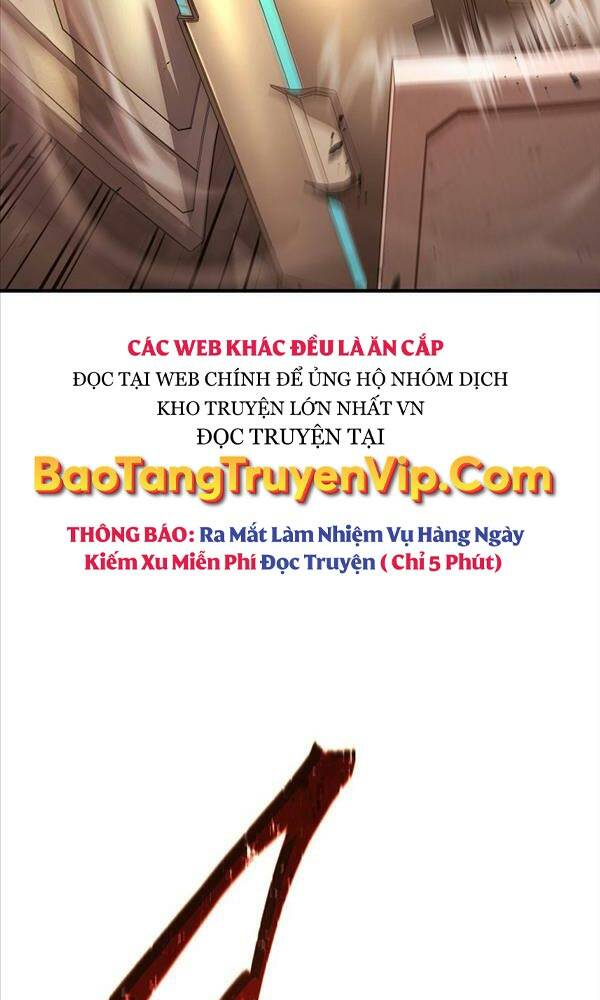 CÁC WEB KHÁC ĐỀU LÀ ĂN CẮP
ĐỌC TẠI WEB CHÍNH ĐỂ ỦNG HỘ NHÓM DỊCH
KHO TRUYỆN LỚN NHẤT VN
ĐỌC TRUYỆN TẠI
BaoTangTruyenVip.Com
THÔNG BÁO: Ra Mắt Làm Nhiệm Vụ Hàng Ngày
Kiếm Xu Miễn Phí Đọc Truyện ( Chỉ 5 Phút)